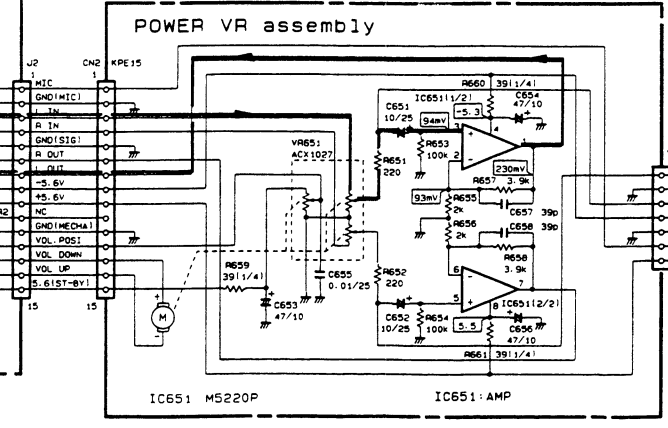 POWER VR assembly
J2
CN2 KPE15
1
1
MIC
GND(MIC)
L IN
R IN
GND(SIG)
R OUT
L OUT
-5.6V
+5.6V
NC
GND(MECHA)
VOL.POSI
VOL DOWN
VOL UP
5.6(ST-BY)
15
15
R660 39(1/4)
IC651(1/2)
C654
47/10
-5.3
C651
10/25
94mV
3
4
1
2
R653
100k
R651
220
VR651
ACX1027
230mV
R657 3.9k
93mV
R655
2k
C657 39p
R656
2k
C658 39p
R658
3.9k
R659
39(1/4)
C655
0.01/25
C653
47/10
+
M
-
R652
220
6
5
7
8
IC651(2/2)
C652
10/25
R654
100k
5.5
C656
47/10
R661 39(1/4)
IC651 M5220P
IC651:AMP